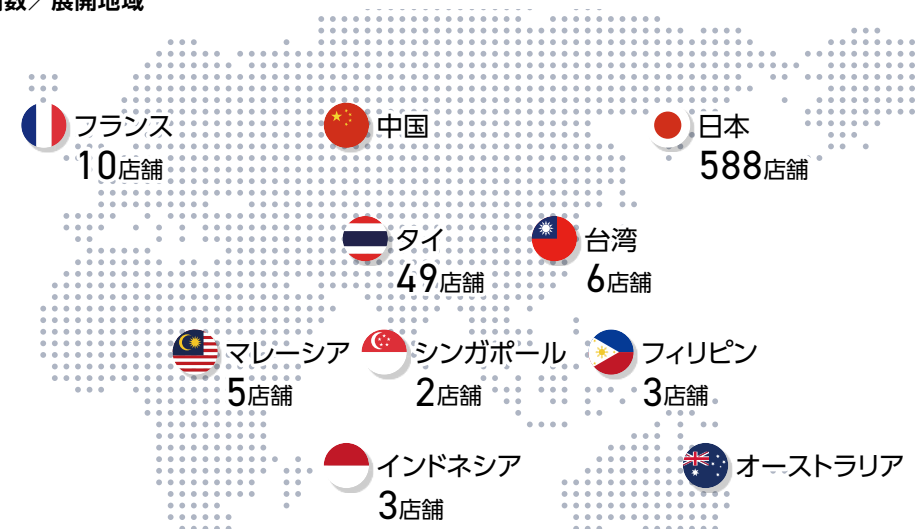 数／展開地域
フランス
10店舗
中国
日本
588店舗
タイ
49店舗
台湾
6店舗
マレーシア
5店舗
シンガポール
2店舗
フィリピン
3店舗
インドネシア
3店舗
オーストラリア